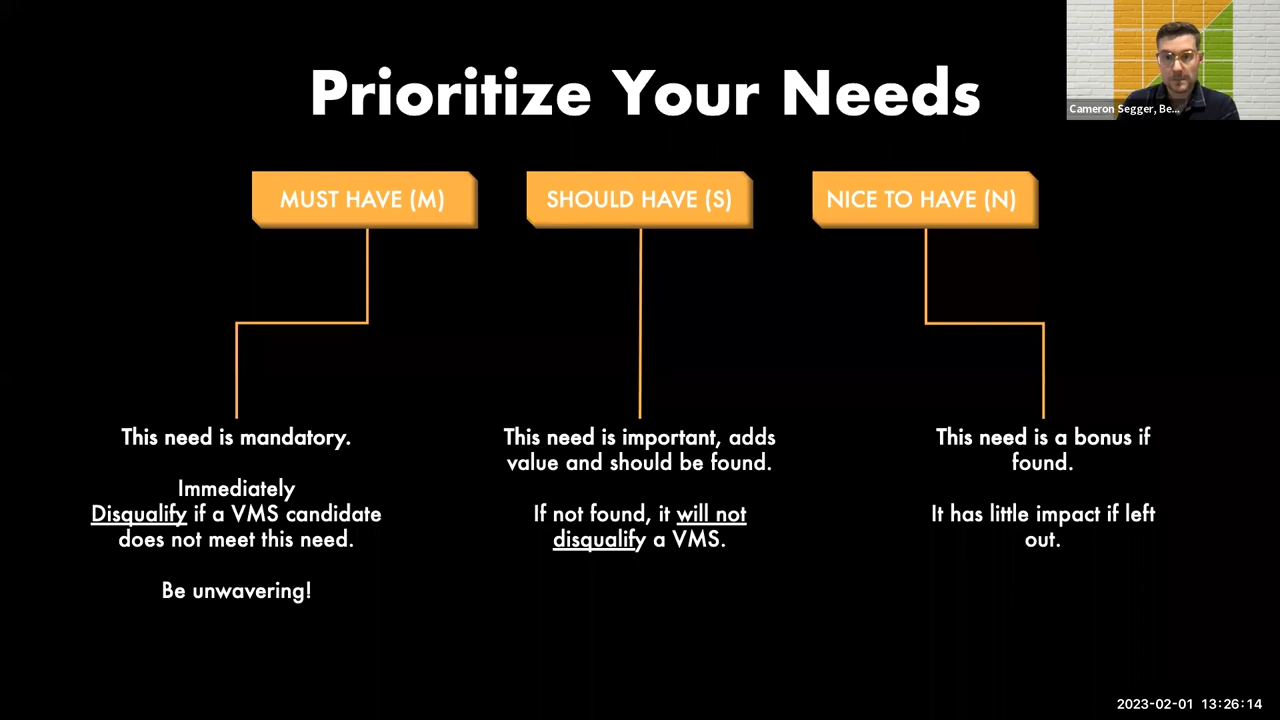 Prioritize Your Needs
Cameron Segger, Be...
MUST HAVE (M)
SHOULD HAVE (S)
NICE TO HAVE (N)
This need is mandatory.
Immediately
Disqualify if a VMS candidate
does not meet this need.
Be unwavering!
This need is important, adds
value and should be found.
If not found, it will not
disqualify a VMS.
This need is a bonus if
found.
It has little impact if left
out.
2023-02-01 13:26:14